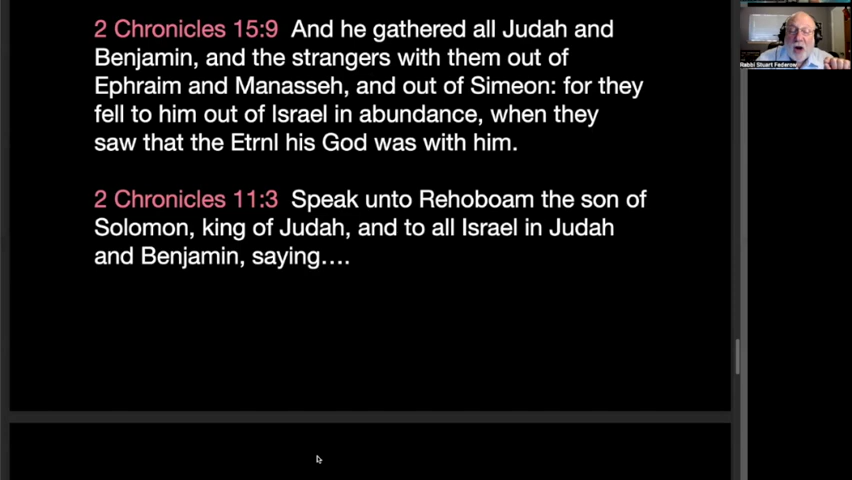 2 Chronicles 15:9 And he gathered all Judah and
Benjamin, and the strangers with them out of
Ephraim and Manasseh, and out of Simeon: for they
fell to him out of Israel in abundance, when they
saw that the Etrnl his God was with him.
2 Chronicles 11:3 Speak unto Rehoboam the son of
Solomon, king of Judah, and to all Israel in Judah
and Benjamin, saying….
Rabbi Stuart Federow